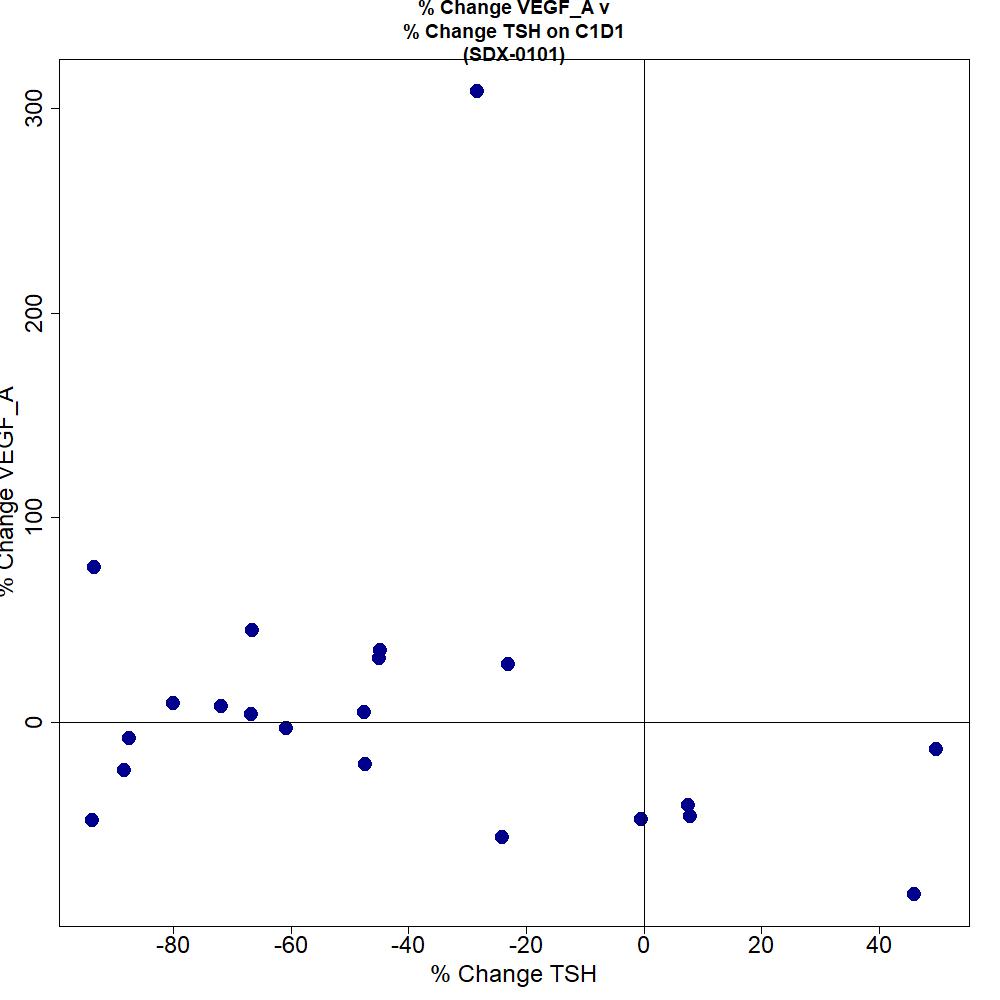 % Change VEGF_A v
% Change TSH on C1D1
(SDX-0101)
300
200
100
0
% Change VEGF_A
-80 -60 -40 -20 0 20 40
% Change TSH